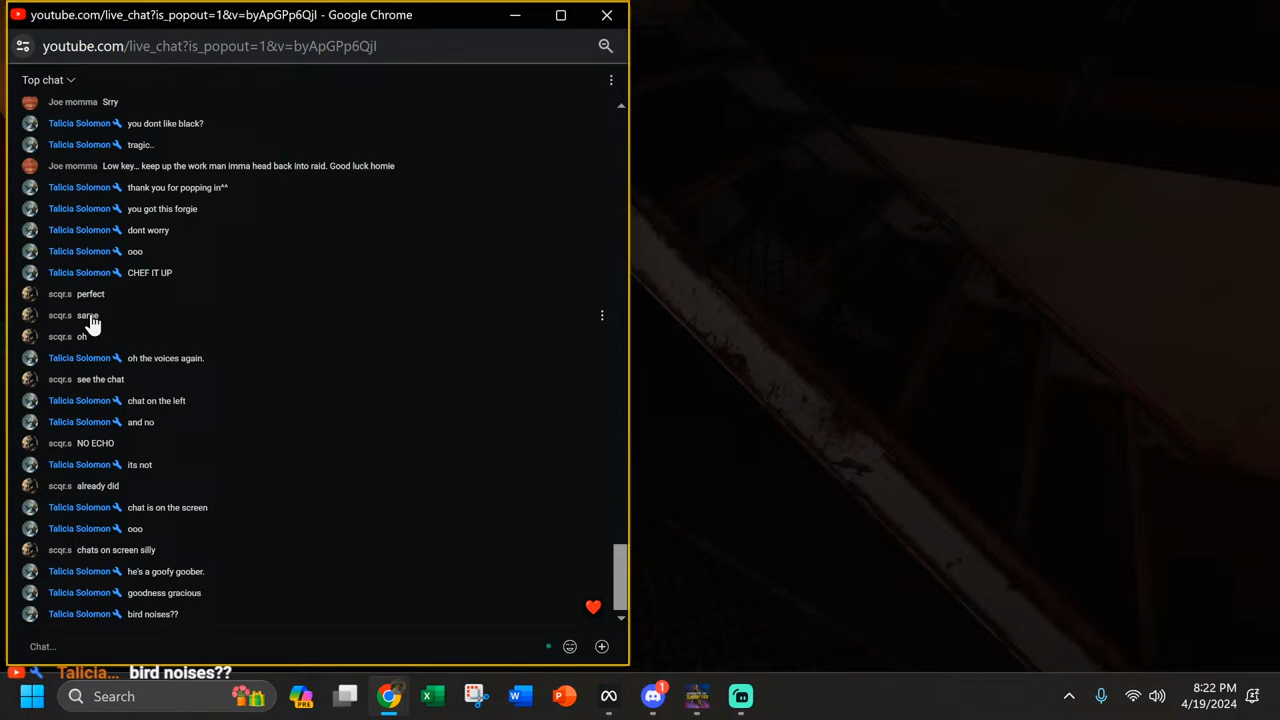 youtube.com/live_chat?is_popout=1&v=byApGPp6QjI - Google Chrome
youtube.com/live_chat?is_popout=1&v=byApGPp6QjI
Top chat
Joe momma Srry
Talicia Solomon you dont like black?
Talicia Solomon tragic..
Joe momma Low key... keep up the work man imma head back into raid. Good luck homie
Talicia Solomon thank you for popping in^^
Talicia Solomon you got this forgie
Talicia Solomon dont worry
Talicia Solomon ooo
Talicia Solomon CHEF IT UP
scqr.s perfect
scqr.s same
scqr.s oh
Talicia Solomon oh the voices again.
scqr.s see the chat
Talicia Solomon chat on the left
Talicia Solomon and no
scqr.s NO ECHO
Talicia Solomon its not
scqr.s already did
Talicia Solomon chat is on the screen
Talicia Solomon ooo
scqr.s chats on screen silly
Talicia Solomon he's a goofy goober.
Talicia Solomon goodness gracious
Talicia Solomon bird noises??
Chat...
Talicia... bird noises??
Search
PRE
1
8:22 PM
4/19/2024